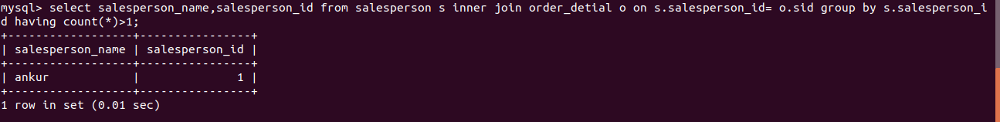 mysql> select salesperson_name,salesperson_id from salesperson s inner join order_detial o on s.salesperson_id= o.sid group by s.salesperson_i
d having count(*)>1;
+------------------+----------------+
| salesperson_name | salesperson_id |
+------------------+----------------+
| ankur            |              1 |
+------------------+----------------+
1 row in set (0.01 sec)